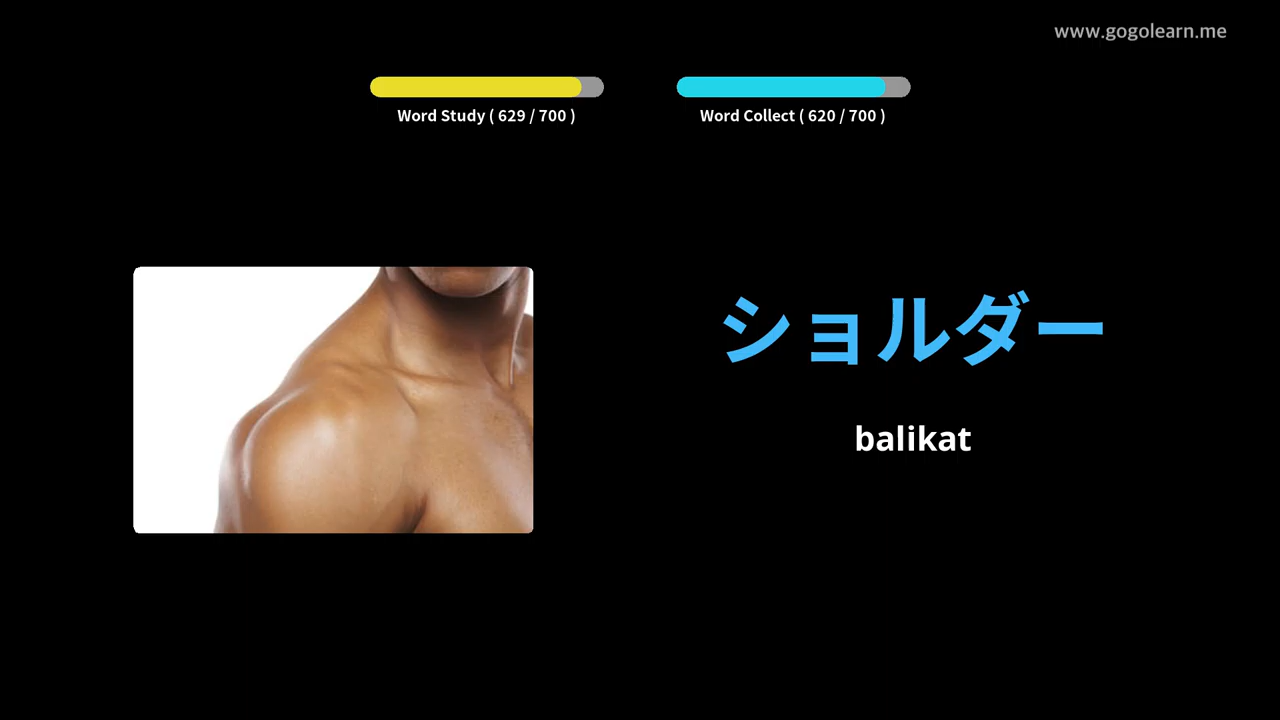 www.gogolearn.me
Word Study ( 629 / 700 )
Word Collect ( 620 / 700 )
ショルダー
balikat